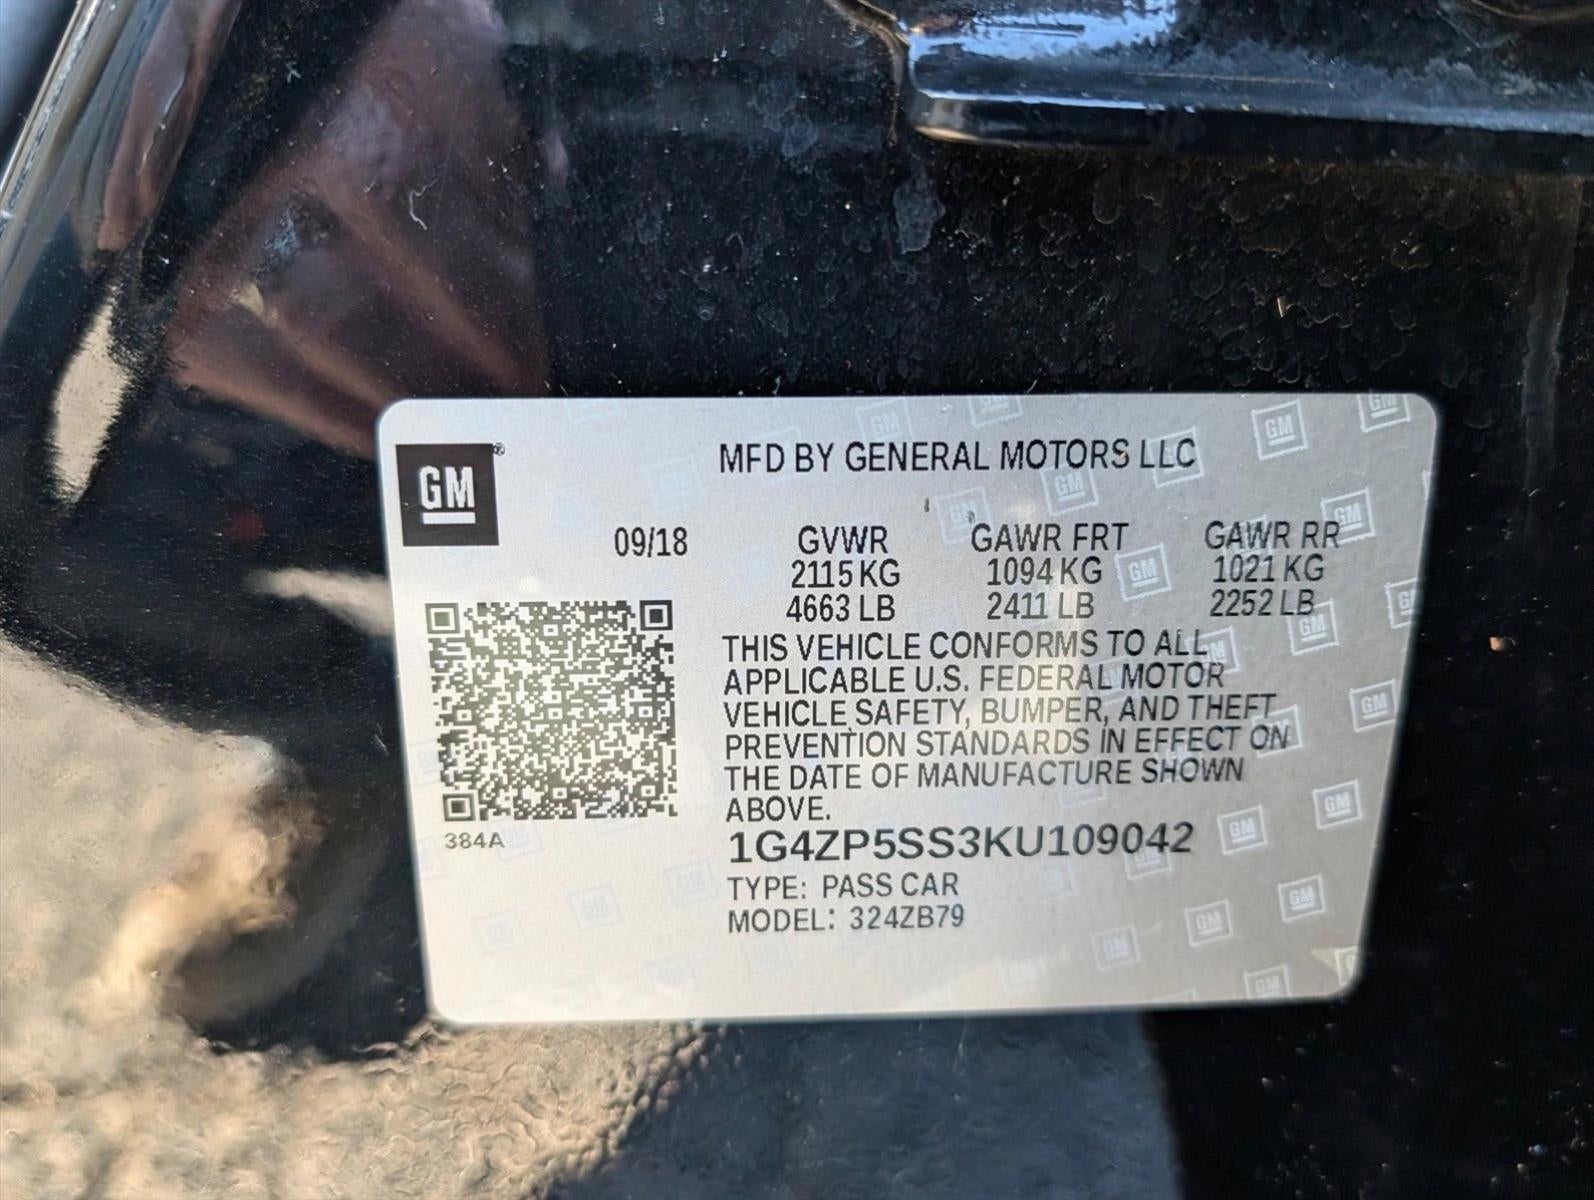 GM
MFD BY GENERAL MOTORS LLC
09/18 GVWR GAWR FRT GAWR RR
2115 KG 1094 KG 1021 KG
4663 LB 2411 LB 2252 LB
THIS VEHICLE CONFORMS TO ALL
APPLICABLE U.S. FEDERAL MOTOR
VEHICLE SAFETY, BUMPER, AND THEFT
PREVENTION STANDARDS IN EFFECT ON
THE DATE OF MANUFACTURE SHOWN
ABOVE.
384A
1G4ZP5SS3KU109042
TYPE: PASS CAR
MODEL: 324ZB79